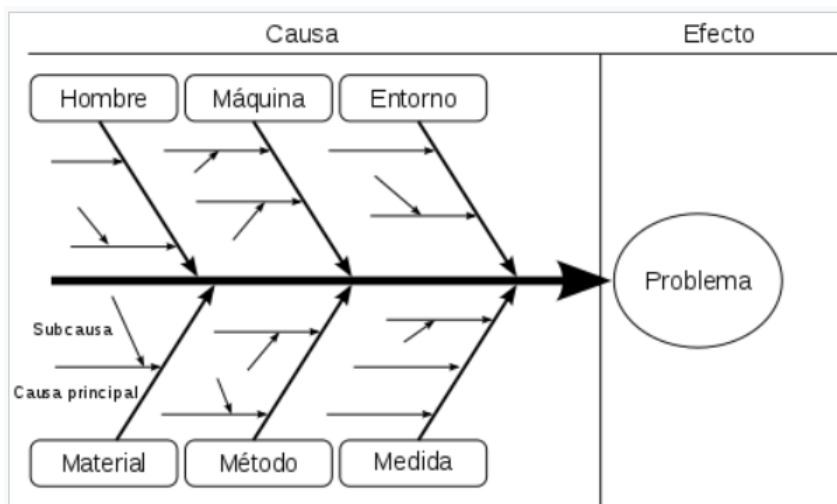 Causa
Efecto
Hombre
Máquina
Entorno
Problema
Subcausa
Causa principal
Material
Método
Medida